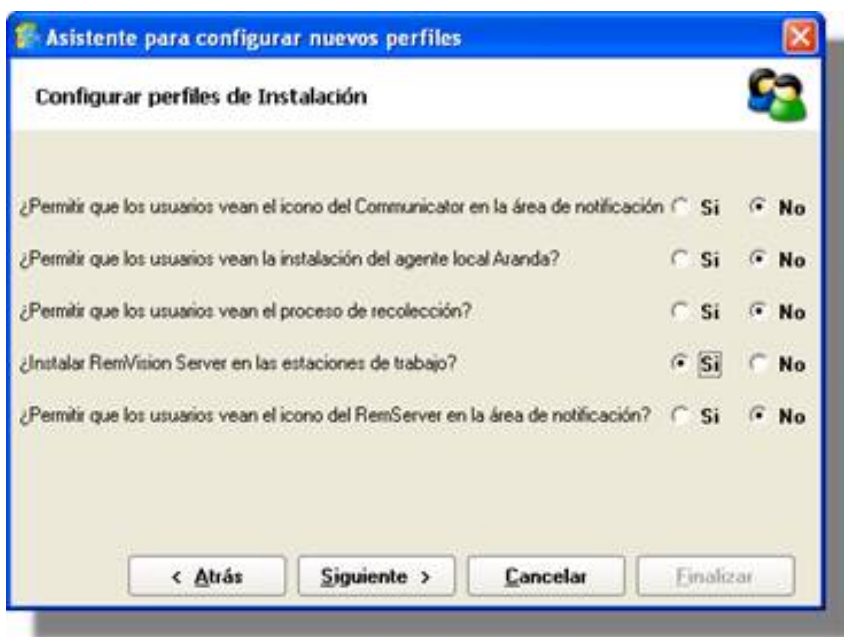 Asistente para configurar nuevos perfiles
Configurar perfiles de Instalación
¿Permitir que los usuarios vean el icono del Communicator en la área de notificación Si No
¿Permitir que los usuarios vean la instalación del agente local Aranda? Si No
¿Permitir que los usuarios vean el proceso de recolección? Si No
¿Instalar RemVision Server en las estaciones de trabajo? Si No
¿Permitir que los usuarios vean el icono del RemServer en la área de notificación? Si No
< Atrás Siguiente > Cancelar Finalizar